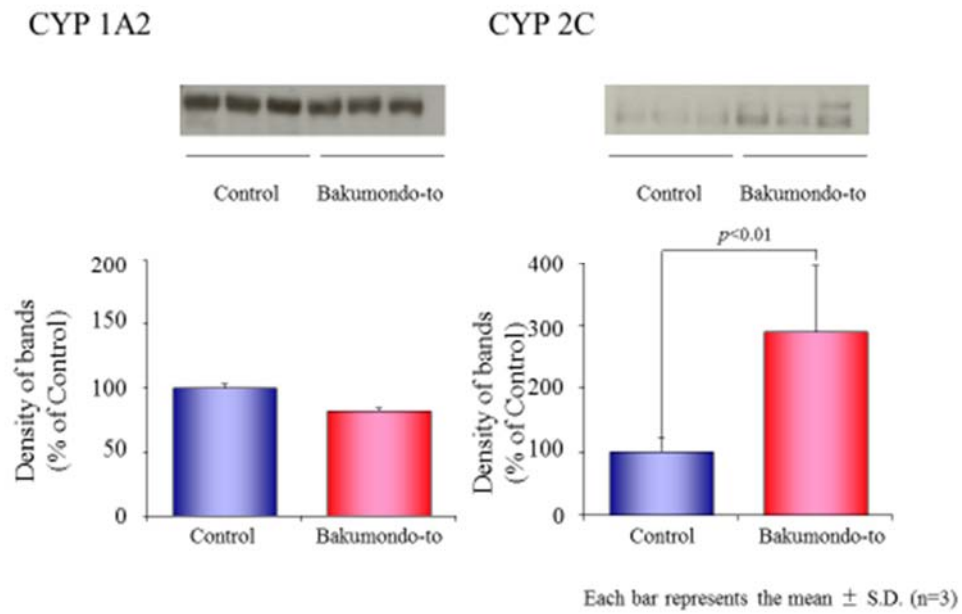 CYP 1A2
Control Bakumondo-to
Density of bands
(% of Control)
200
150
100
50
0
Control Bakumondo-to
CYP 2C
Control Bakumondo-to
p<0.01
Density of bands
(% of Control)
400
300
200
100
0
Control Bakumondo-to
Each bar represents the mean ± S.D. (n=3)